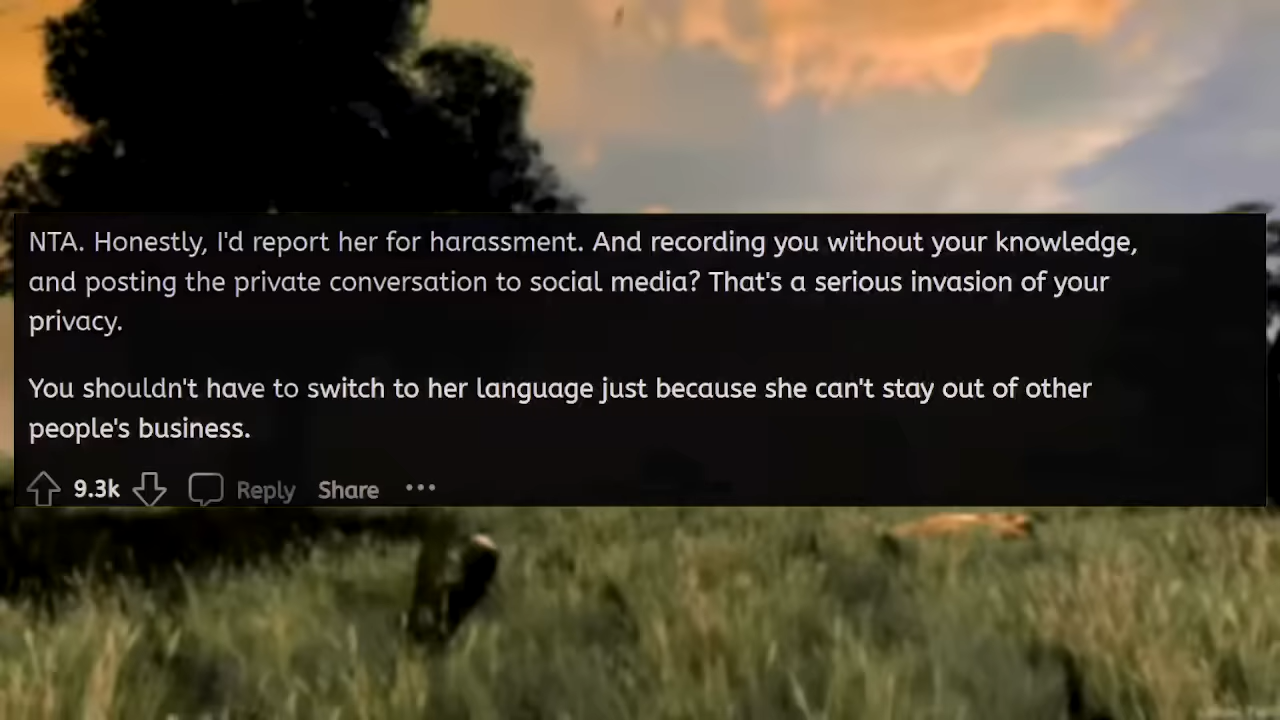 NTA. Honestly, I'd report her for harassment. And recording you without your knowledge,
and posting the private conversation to social media? That's a serious invasion of your
privacy.
You shouldn't have to switch to her language just because she can't stay out of other
people's business.
9.3k Reply Share •••